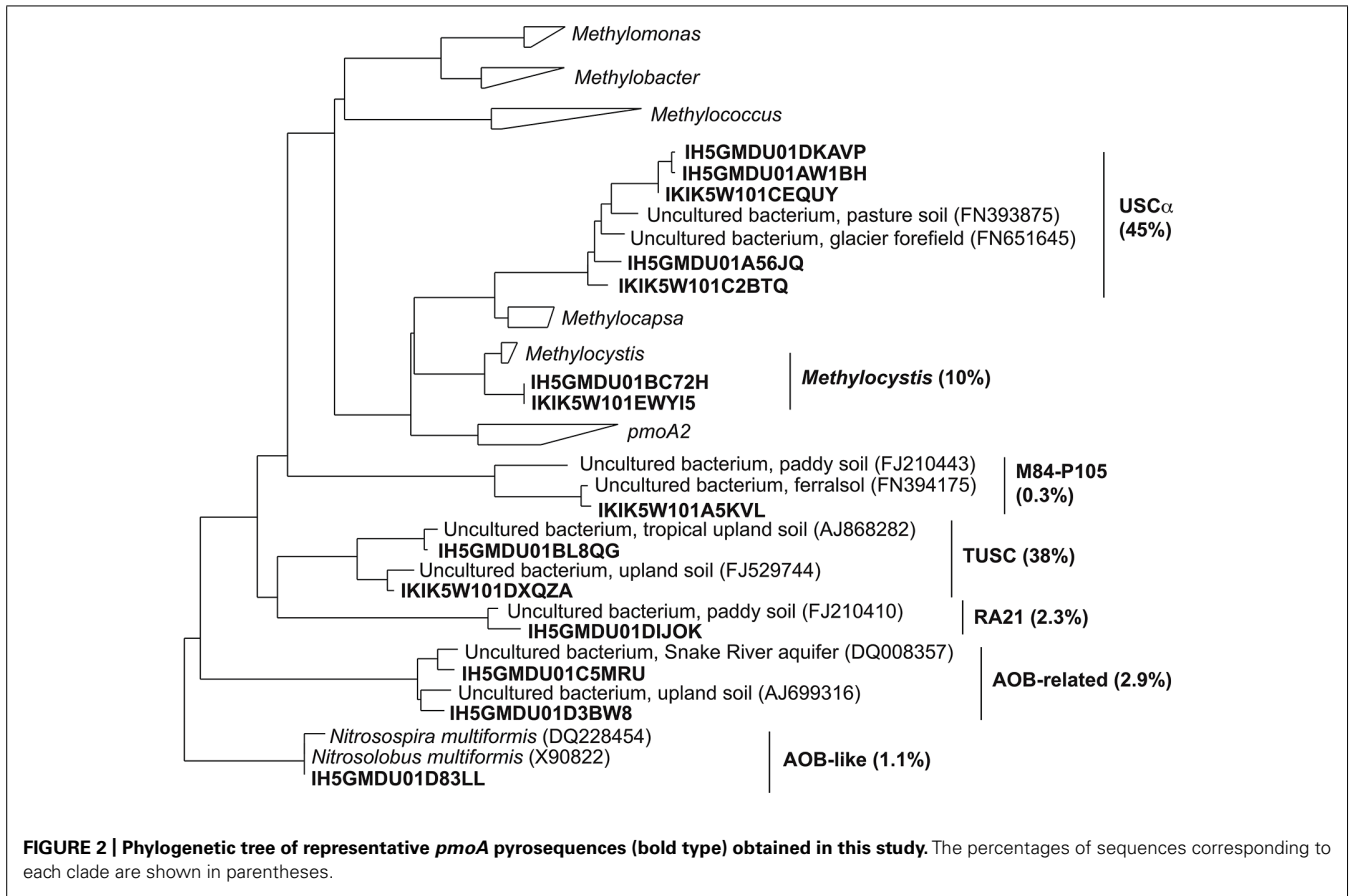 Methylomonas
Methylobacter
Methylococcus
IH5GMDU01DKAVP
IH5GMDU01AW1BH
IKIK5W101CEQUY
Uncultured bacterium, pasture soil (FN393875)
Uncultured bacterium, glacier forefield (FN651645)
IH5GMDU01A56JQ
IKIK5W101C2BTQ
USCα
(45%)
Methylocapsa
Methylocystis
IH5GMDU01BC72H
IKIK5W101EWYI5
Methylocystis (10%)
pmoA2
Uncultured bacterium, paddy soil (FJ210443)
Uncultured bacterium, ferralsol (FN394175)
IKIK5W101A5KVL
M84-P105
(0.3%)
Uncultured bacterium, tropical upland soil (AJ868282)
IH5GMDU01BL8QG
Uncultured bacterium, upland soil (FJ529744)
IKIK5W101DXQZA
TUSC (38%)
Uncultured bacterium, paddy soil (FJ210410)
IH5GMDU01DIJOK
RA21 (2.3%)
Uncultured bacterium, Snake River aquifer (DQ008357)
IH5GMDU01C5MRU
Uncultured bacterium, upland soil (AJ699316)
IH5GMDU01D3BW8
AOB-related (2.9%)
Nitrosospira multiformis (DQ228454)
Nitrosolobus multiformis (X90822)
IH5GMDU01D83LL
AOB-like (1.1%)
FIGURE 2 | Phylogenetic tree of representative pmoA pyrosequences (bold type) obtained in this study. The percentages of sequences corresponding to
each clade are shown in parentheses.